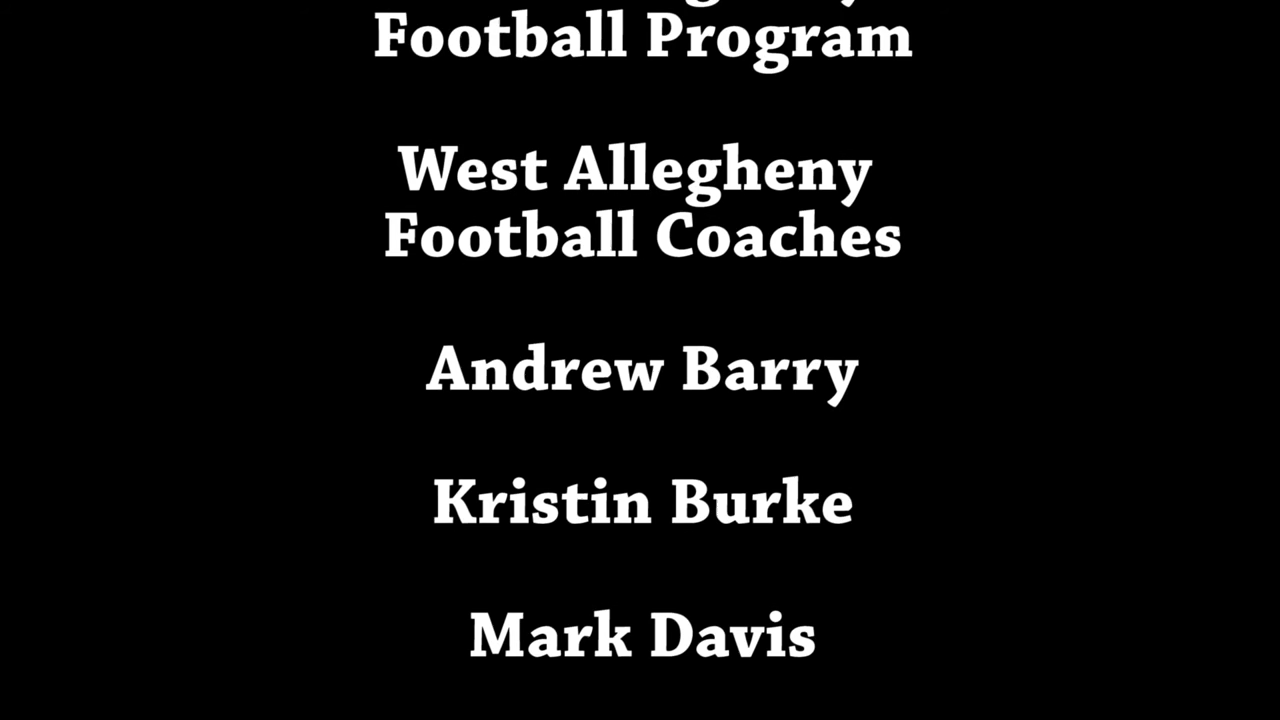 Football Program
West Allegheny
Football Coaches
Andrew Barry
Kristin Burke
Mark Davis